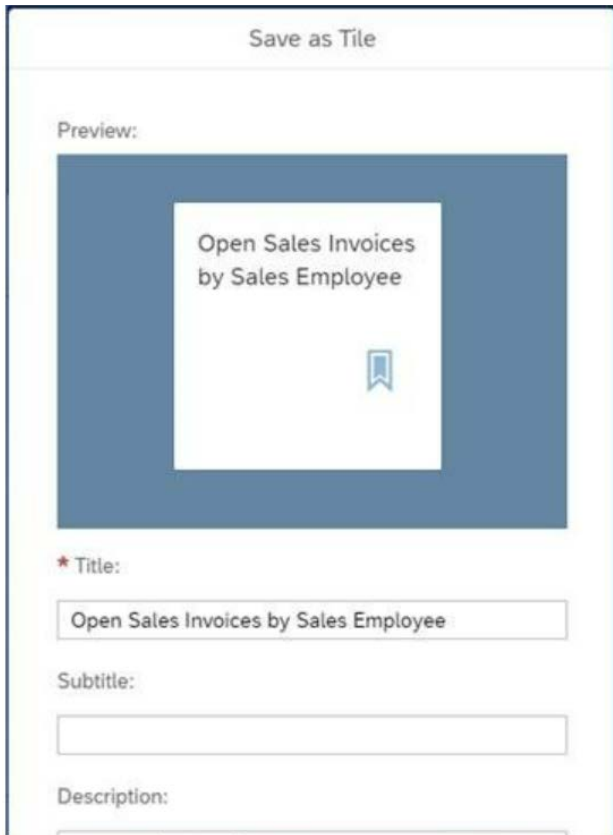 Save as Tile
Preview:
Open Sales Invoices
by Sales Employee
* Title:
Open Sales Invoices by Sales Employee
Subtitle:
Description: